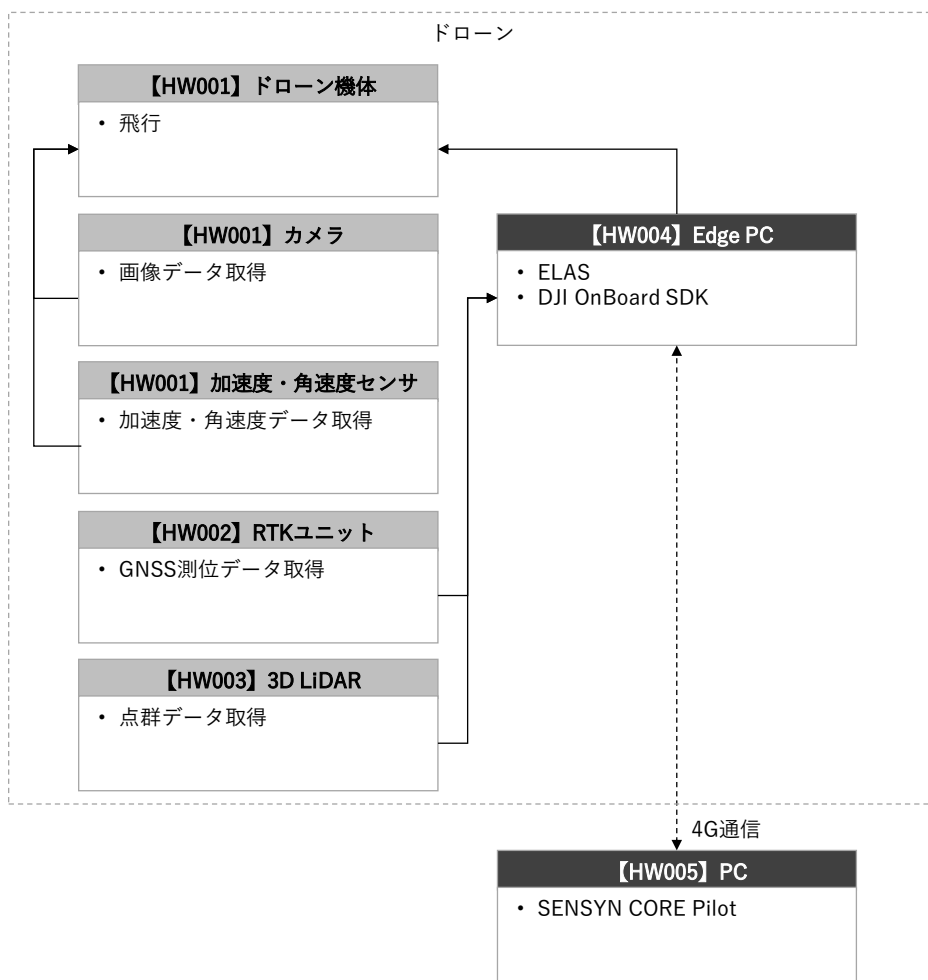 ドローン
【HW001】ドローン機体
• 飛行
【HW001】カメラ
• 画像データ取得
【HW001】加速度・角速度センサ
• 加速度・角速度データ取得
【HW002】RTKユニット
• GNSS測位データ取得
【HW003】3D LiDAR
• 点群データ取得
【HW004】Edge PC
• ELAS
• DJI OnBoard SDK
4G通信
【HW005】PC
• SENSYN CORE Pilot